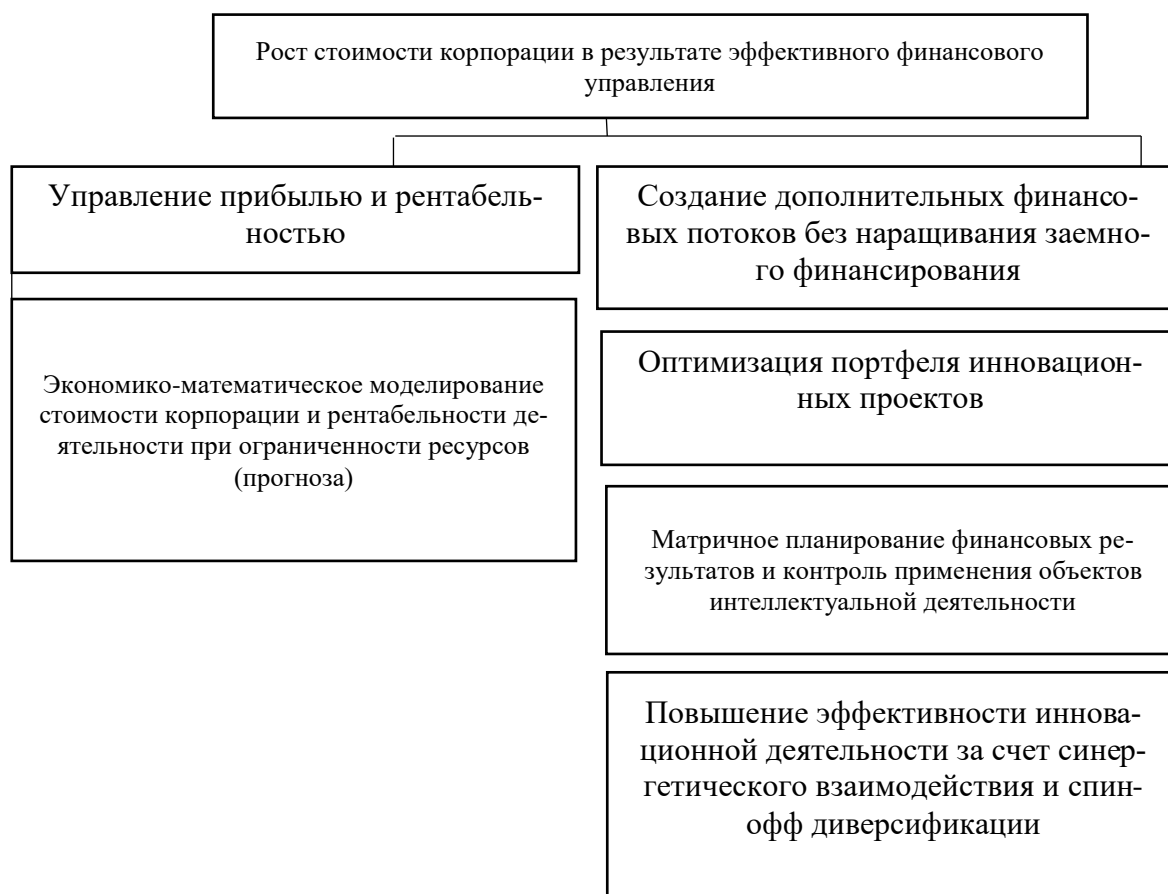 Рост стоимости корпорации в результате эффективного финансового
управления
Управление прибылью и рентабель-
ностью
Создание дополнительных финансо-
вых потоков без наращивания заемно-
го финансирования
Экономико-математическое моделирование
стоимости корпорации и рентабельности де-
ятельности при ограниченности ресурсов
(прогноза)
Оптимизация портфеля инновацион-
ных проектов
Матричное планирование финансовых ре-
зультатов и контроль применения объектов
интеллектуальной деятельности
Повышение эффективности иннова-
ционной деятельности за счет синер-
гетического взаимодействия и спин-
офф диверсификации